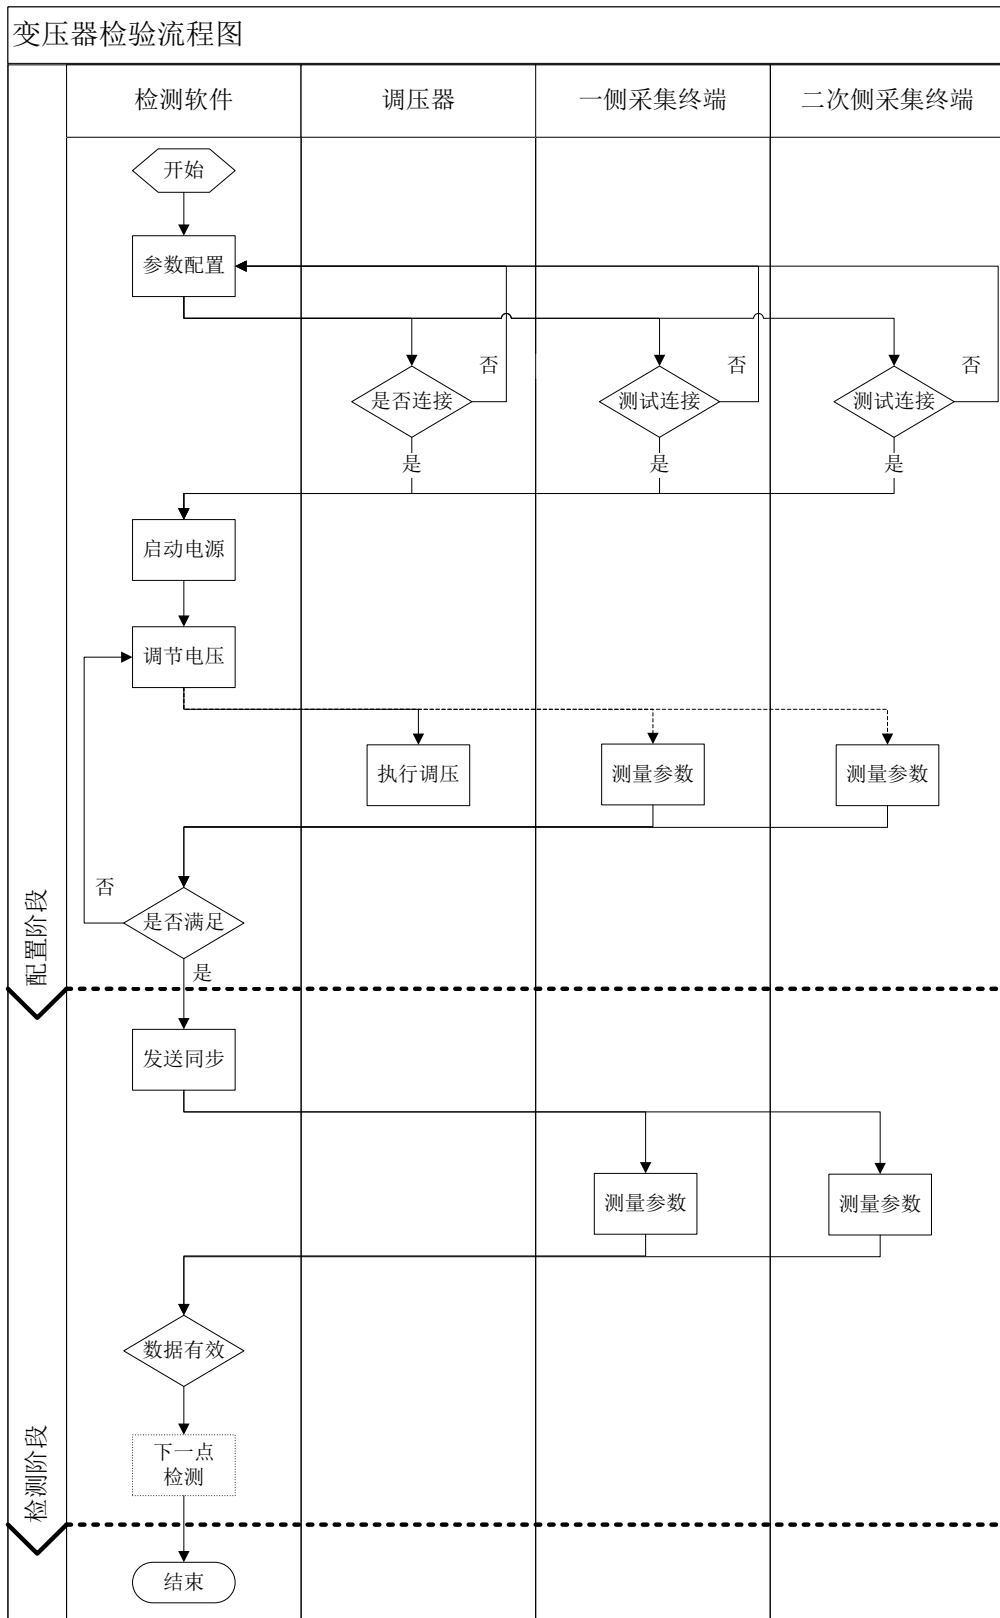 变压器检验流程图
检测软件
调压器
一侧采集终端
二次侧采集终端
开始
参数配置
否
否
否
是否连接
测试连接
测试连接
是
是
是
启动电源
调节电压
执行调压
测量参数
测量参数
否
是否满足
是
配置阶段
发送同步
测量参数
测量参数
数据有效
下一点
检测
检测阶段
结束